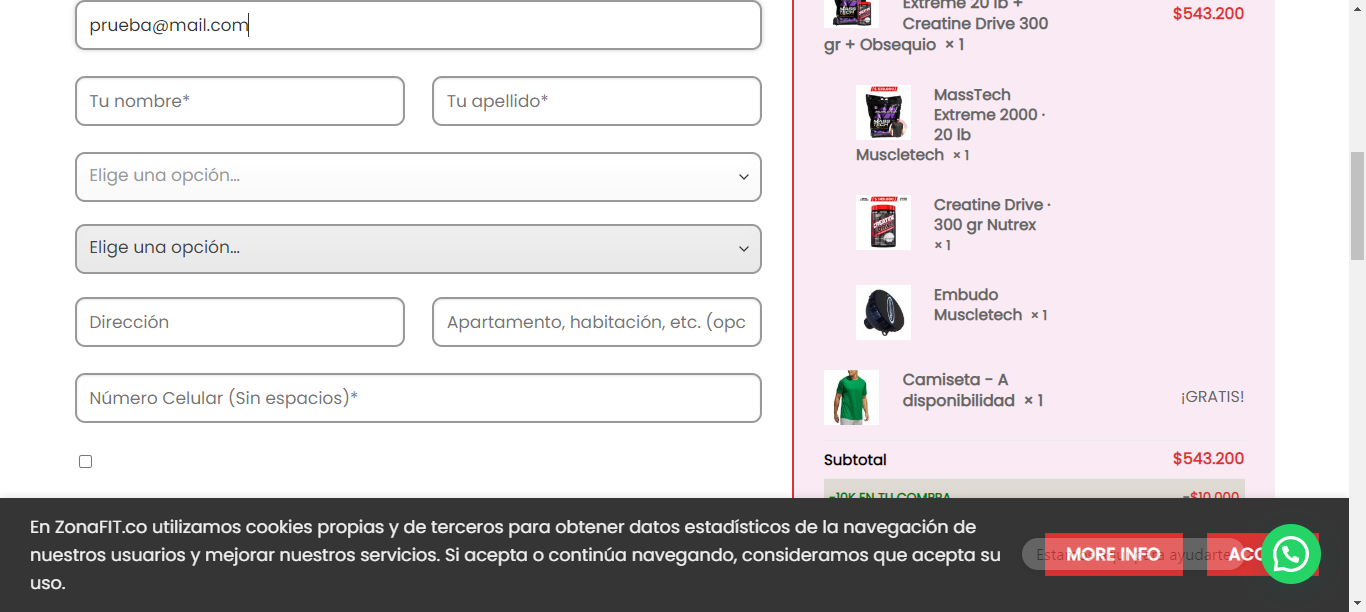 prueba@mail.com
Tu nombre*
Tu apellido*
Elige una opción...
Elige una opción...
Dirección
Apartamento, habitación, etc. (opc
Número Celular (Sin espacios)*
Extreme 20 lb +
Creatine Drive 300
gr + Obsequio × 1
$543.200
MassTech
Extreme 2000 ·
20 lb
Muscletech × 1
Creatine Drive ·
300 gr Nutrex
× 1
Embudo
Muscletech × 1
Camiseta - A
disponibilidad × 1
¡GRATIS!
Subtotal
$543.200
-10K EN TU COMPRA
-$10.000
En ZonaFIT.co utilizamos cookies propias y de terceros para obtener datos estadísticos de la navegación de
nuestros usuarios y mejorar nuestros servicios. Si acepta o continúa navegando, consideramos que acepta su
uso.
MORE INFO